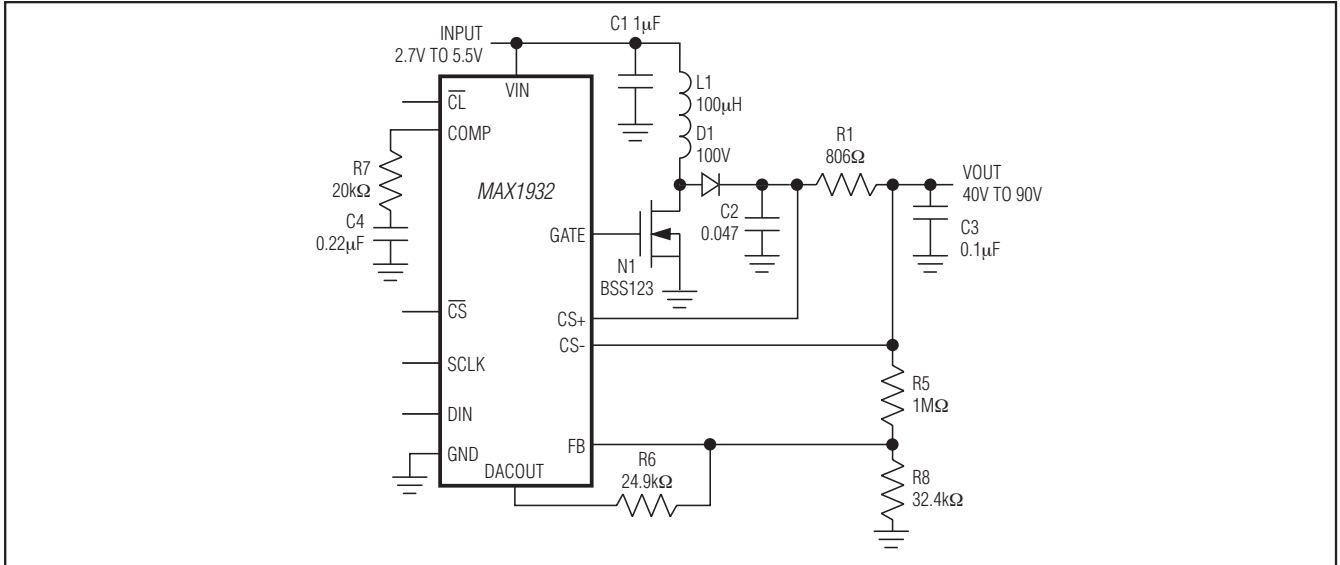 INPUT
2.7V TO 5.5V
C1 1μF
VIN
L1
100μH
D1
100V
CL
COMP
R7
20kΩ
C4
0.22μF
MAX1932
R1
806Ω
VOUT
40V TO 90V
C2
0.047
C3
0.1μF
GATE
N1
BSS123
CS
CS+
CS-
SCLK
R5
1MΩ
DIN
FB
GND
DACOUT
R6
24.9kΩ
R8
32.4kΩ